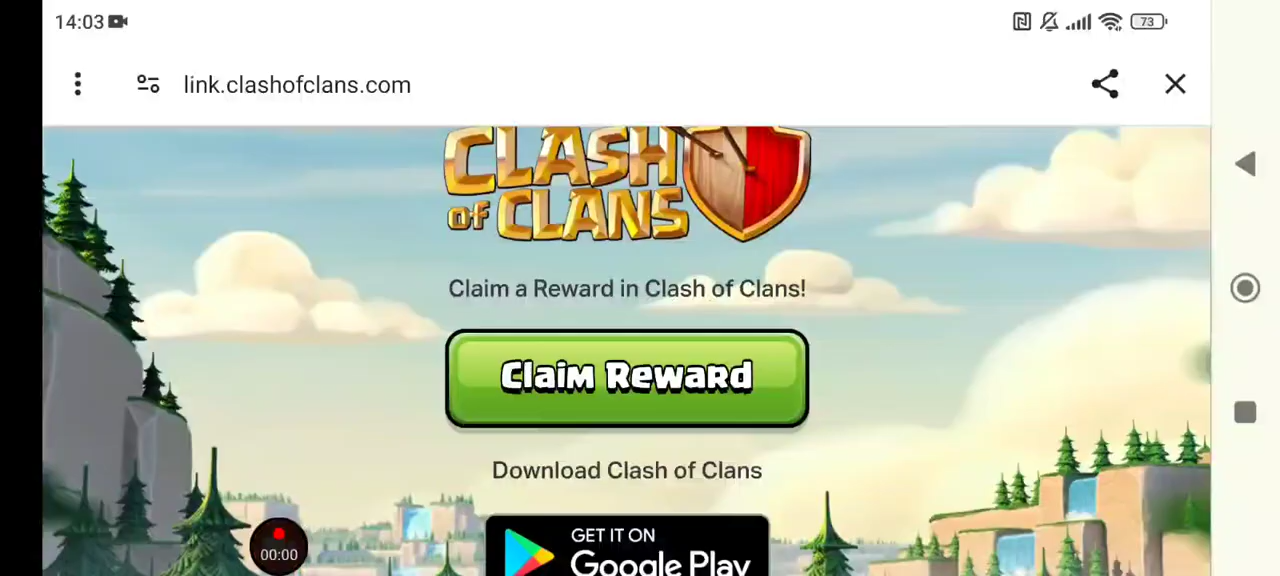 14:03
73
link.clashofclans.com
CLASH
OF CLANS
Claim a Reward in Clash of Clans!
Claim Reward
Download Clash of Clans
00:00
GET IT ON
Google Play